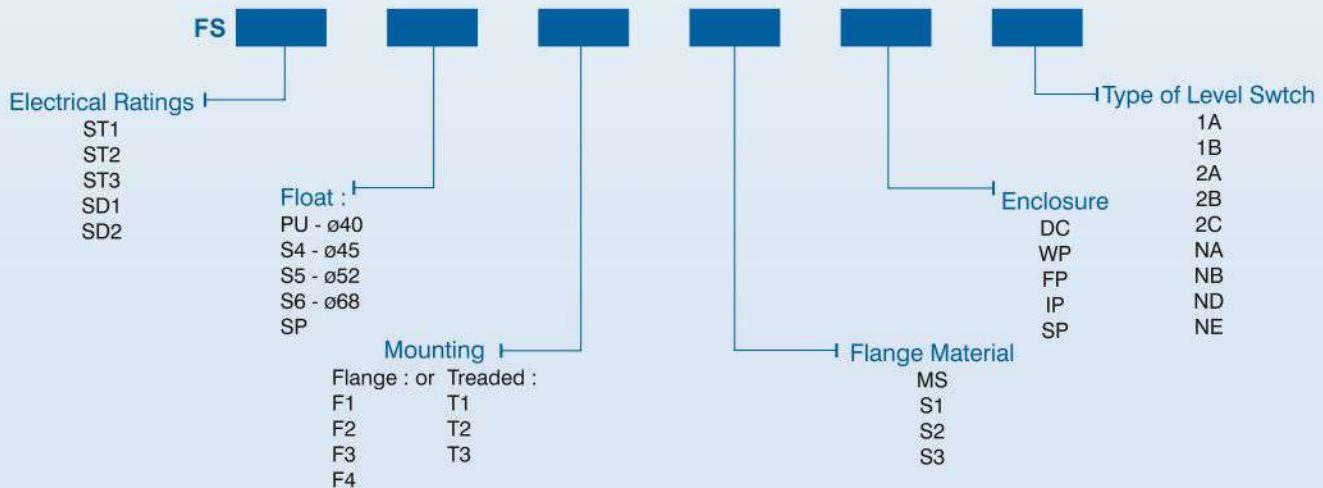 FS
Electrical Ratings
ST1
ST2
ST3
SD1
SD2
Float :
PU - ø40
S4 - ø45
S5 - ø52
S6 - ø68
SP
Mounting
Flange : or Treaded :
F1 T1
F2 T2
F3 T3
F4
Flange Material
MS
S1
S2
S3
Enclosure
DC
WP
FP
IP
SP
Type of Level Swtch
1A
1B
2A
2B
2C
NA
NB
ND
NE